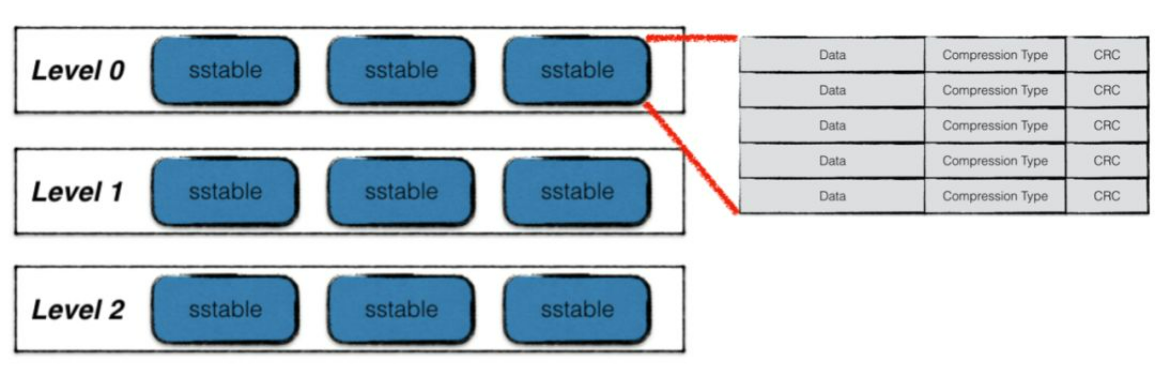 Level 0 sstable sstable sstable
Data Compression Type CRC
Data Compression Type CRC
Data Compression Type CRC
Data Compression Type CRC
Data Compression Type CRC
Level 1 sstable sstable sstable
Level 2 sstable sstable sstable